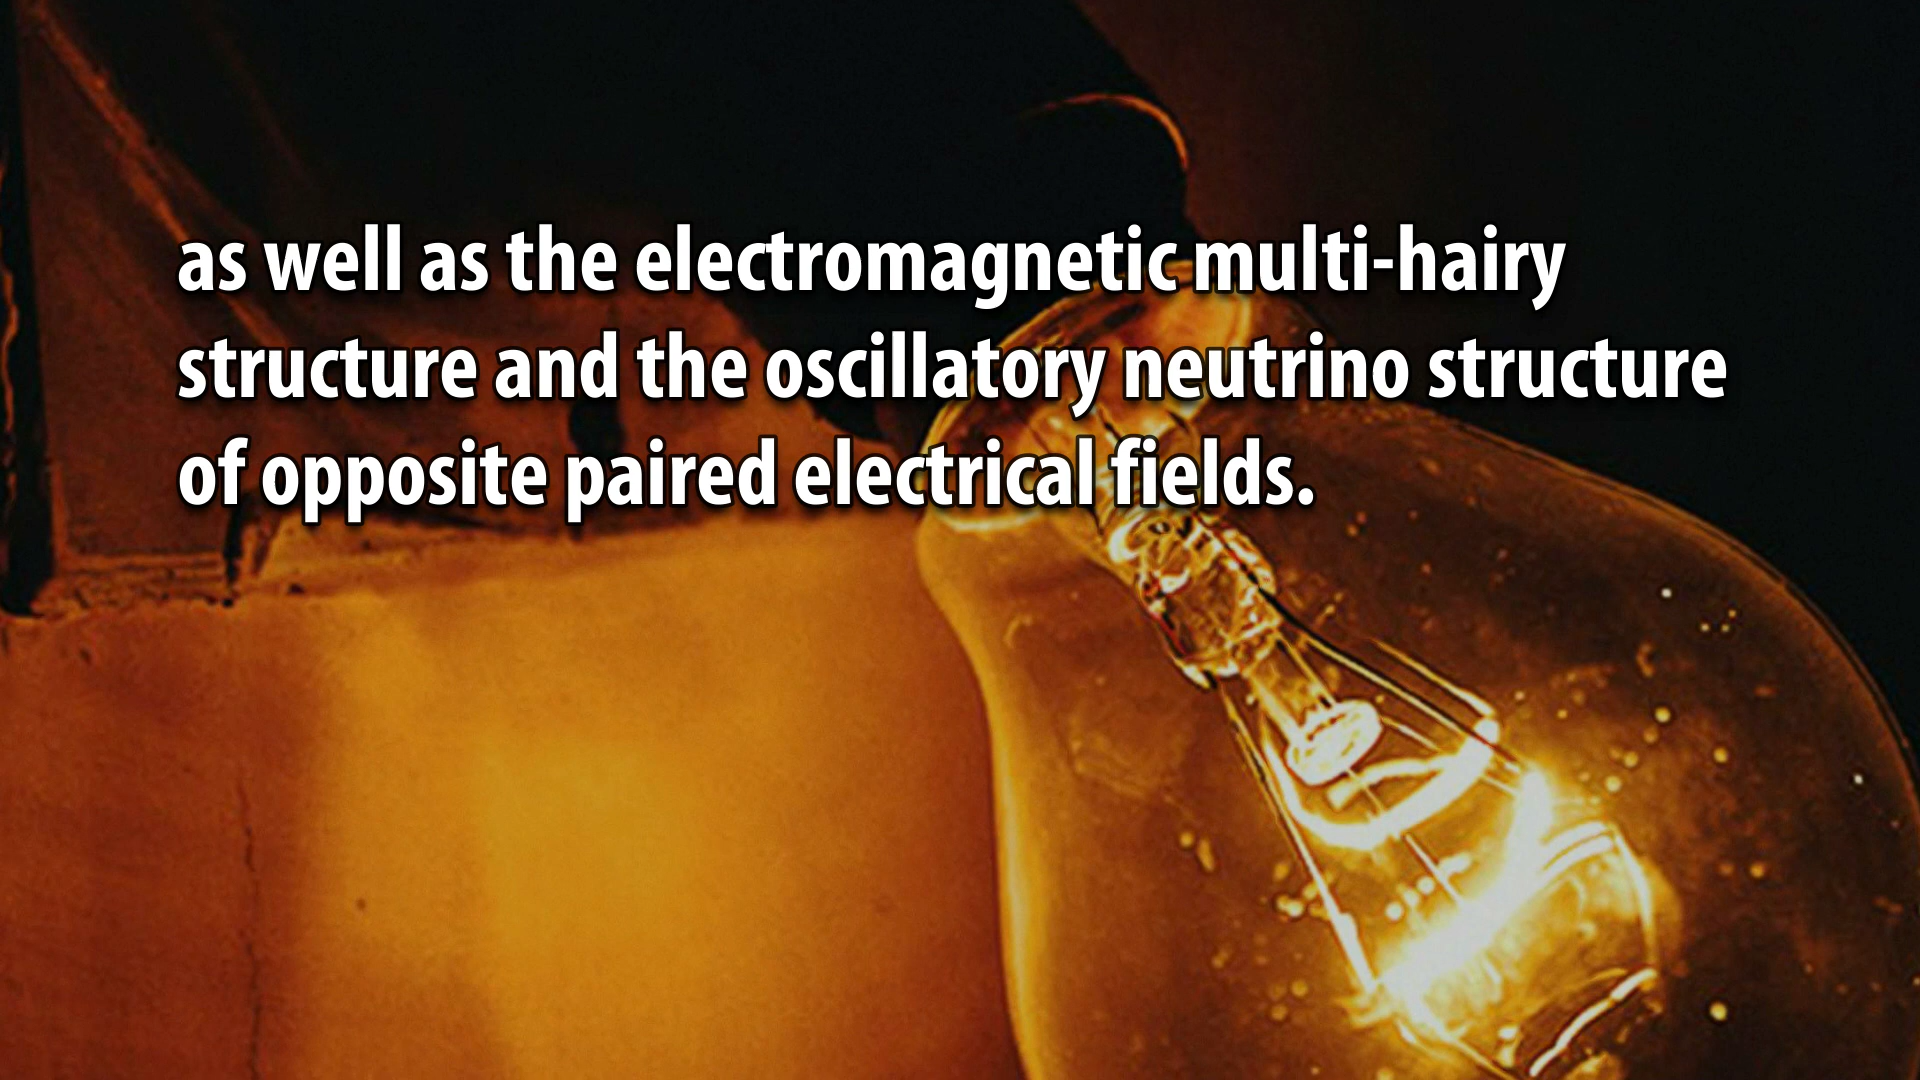 as well as the electromagnetic multi-hairy
structure and the oscillatory neutrino structure
of opposite paired electrical fields.